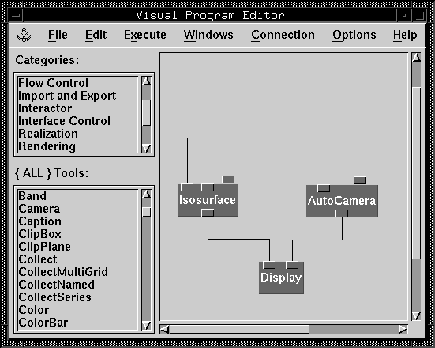 Visual Program Editor
File Edit Execute Windows Connection Options Help
Categories:
Flow Control
Import and Export
Interactor
Interface Control
Realization
Rendering
{ ALL } Tools:
Band
Camera
Caption
ClipBox
ClipPlane
Collect
CollectMultiGrid
CollectNamed
CollectSeries
Color
ColorBar
Isosurface
AutoCamera
Display